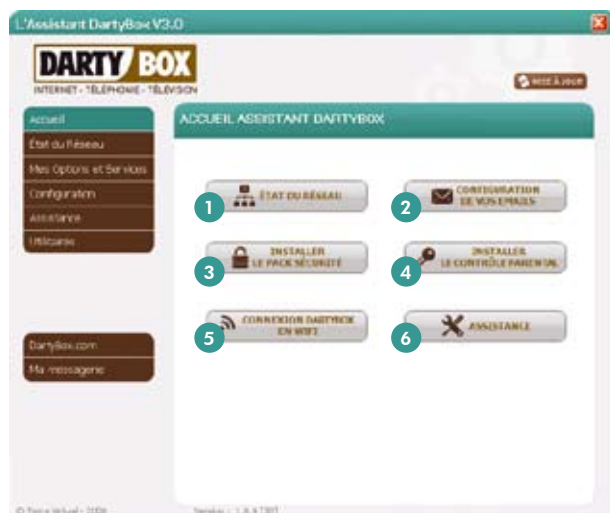 L'Assistant DartyBox V3.0
DARTY BOX
INTERNET - TÉLÉPHONIE - TÉLÉVISION
MISE À JOUR
Accueil
État du Réseau
Mes Options et Services
Configuration
Assistance
Utilitaires
DartyBox.com
Ma messagerie
ACCUEIL ASSISTANT DARTYBOX
1
ÉTAT DU RÉSEAU
2
CONFIGURATION
DE VOS EMAILS
3
INSTALLER
LE PACK SÉCURITÉ
4
INSTALLER
LE CONTRÔLE PARENTAL
5
CONNEXION DARTYBOX
EN WIFI
6
ASSISTANCE